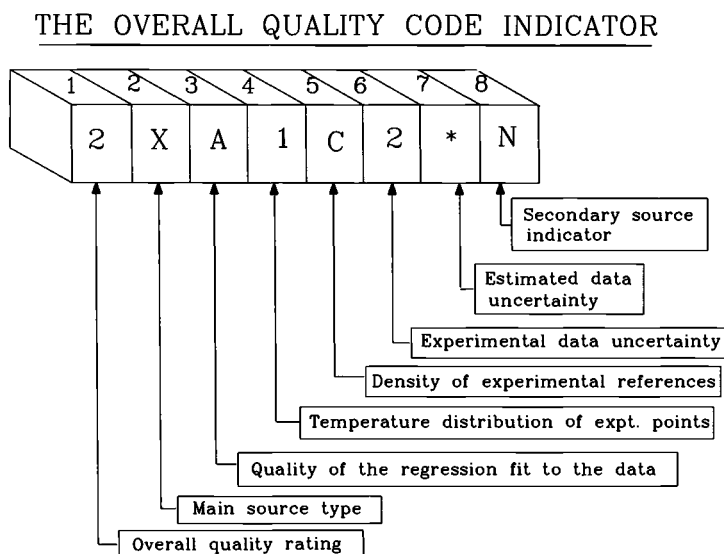 THE OVERALL QUALITY CODE INDICATOR
1 2 3 4 5 6 7 8
2 X A 1 C 2 * N
Secondary source
indicator
Estimated data
uncertainty
Experimental data uncertainty
Density of experimental references
Temperature distribution of expt. points
Quality of the regression fit to the data
Main source type
Overall quality rating